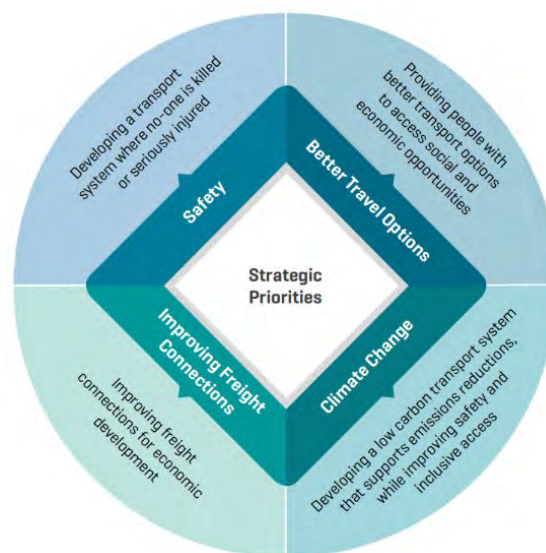 Strategic
Priorities
Safety
Developing a transport
system where no-one is killed
or seriously injured
Better Travel Options
Providing people with
better transport options
to access social and
economic opportunities
Improving Freight
Connections
Improving freight
connections for economic
development
Climate Change
Developing a low carbon transport system
that supports emissions reductions,
while improving safety and
inclusive access